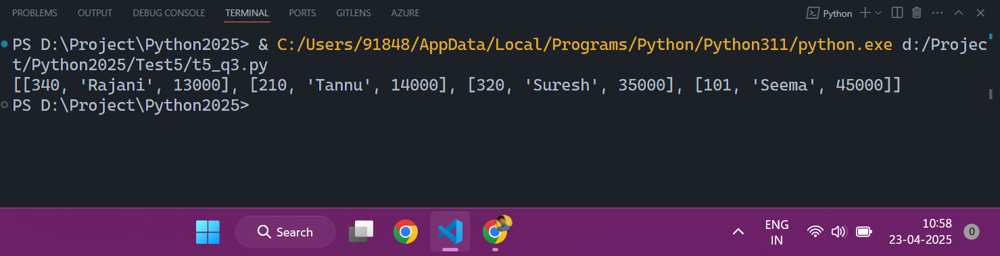 PROBLEMS OUTPUT DEBUG CONSOLE TERMINAL PORTS GITLENS AZURE Python
PS D:\Project\Python2025> & C:/Users/91848/AppData/Local/Programs/Python/Python311/python.exe d:/Projec
t/Python2025/Test5/t5_q3.py
[[340, 'Rajani', 13000], [210, 'Tannu', 14000], [320, 'Suresh', 35000], [101, 'Seema', 45000]]
PS D:\Project\Python2025>
Search
ENG
IN
10:58
23-04-2025
0